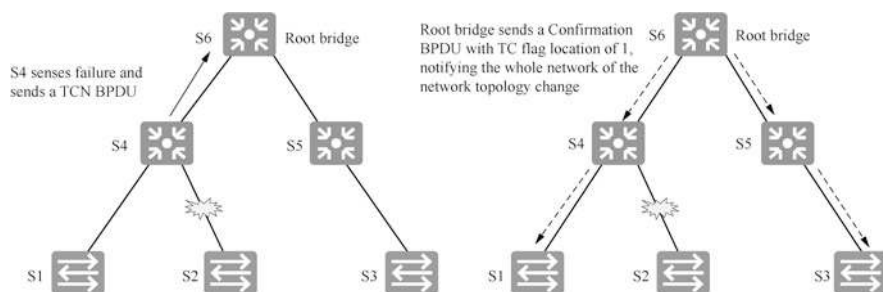 S6
Root bridge
S4 senses failure and
sends a TCN BPDU
S4
S5
S1
S2
S3
Root bridge sends a Confirmation
BPDU with TC flag location of 1,
notifying the whole network of the
network topology change
S6
Root bridge
S4
S5
S1
S2
S3